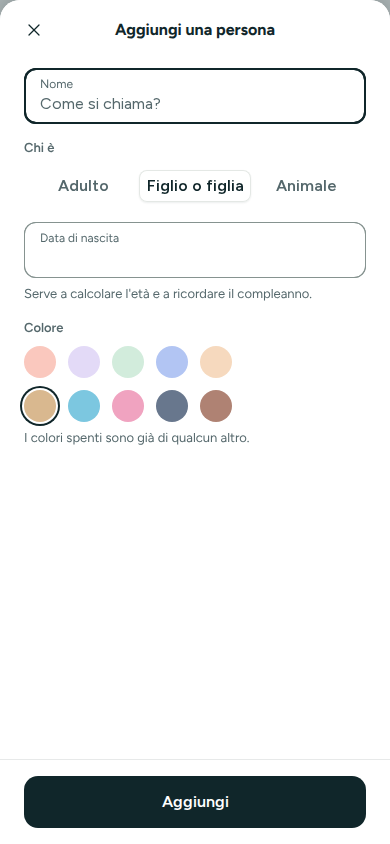 Aggiungi una persona
Nome
Come si chiama?
Chi è
Adulto
Figlio o figlia
Animale
Data di nascita
Serve a calcolare l'età e a ricordare il compleanno.
Colore
I colori spenti sono già di qualcun altro.
Aggiungi